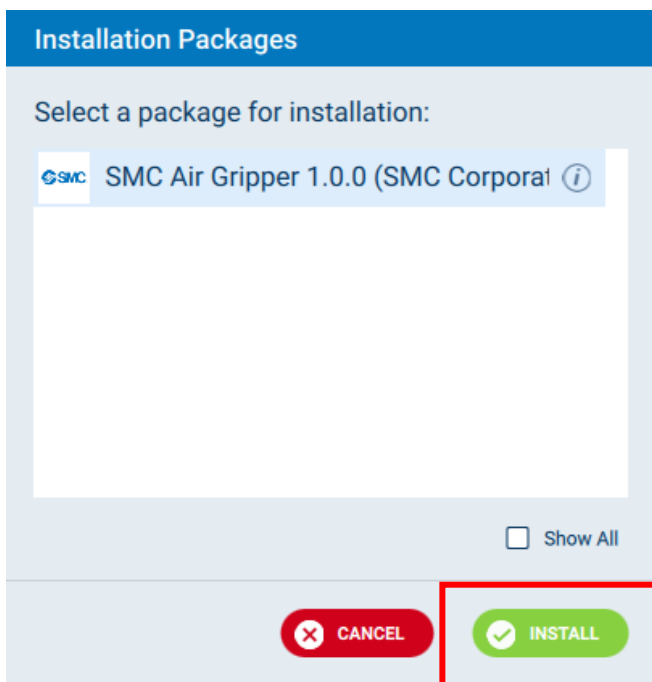 Installation Packages
Select a package for installation:
SMC SMC Air Gripper 1.0.0 (SMC Corporat i
Show All
CANCEL
INSTALL